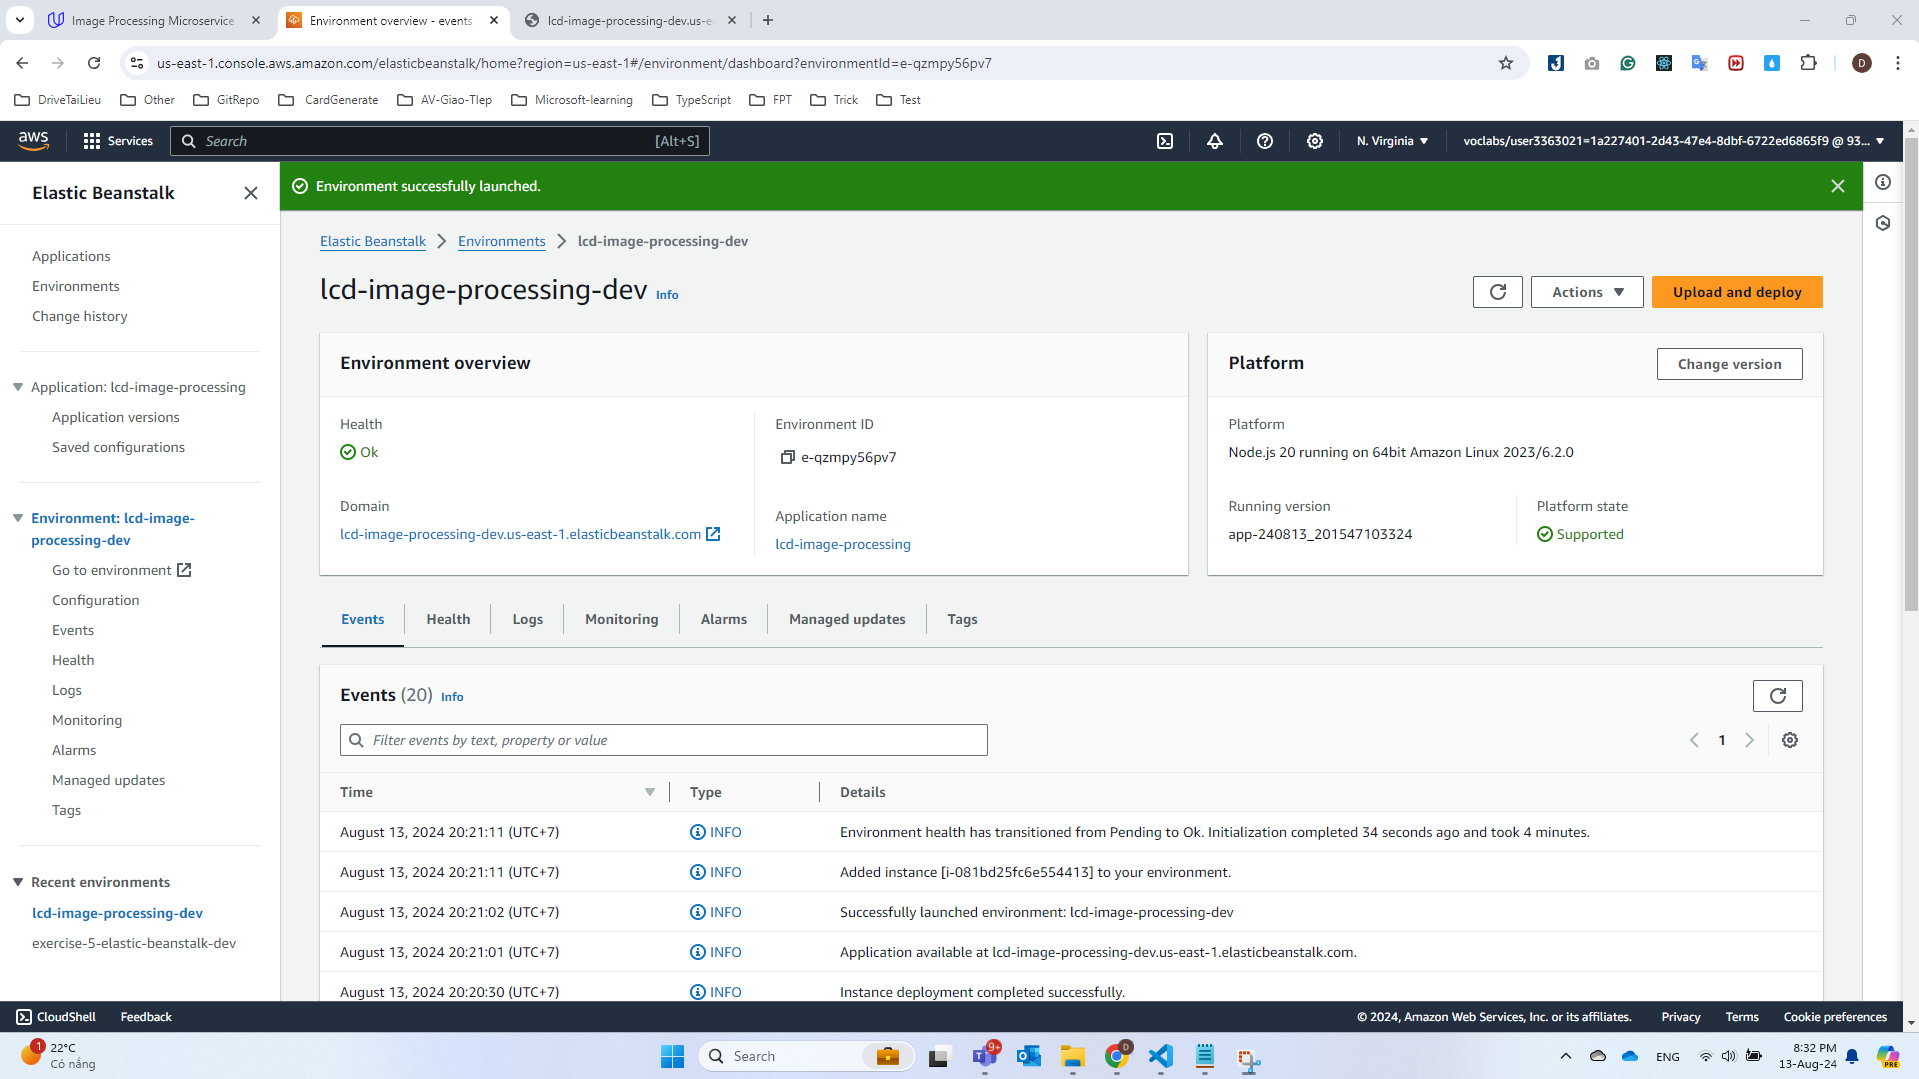 Image Processing Microservice
Environment overview - events
lcd-image-processing-dev.us-ea
us-east-1.console.aws.amazon.com/elasticbeanstalk/home?region=us-east-1#/environment/dashboard?environmentId=e-qzmpy56pv7
D
DriveTaiLieu
Other
GitRepo
CardGenerate
AV-Giao-TIep
Microsoft-learning
TypeScript
FPT
Trick
Test
aws
Services
Search
[Alt+S]
N. Virginia
voclabs/user3363021=1a227401-2d43-47e4-8dbf-6722ed6865f9 @ 93...
Elastic Beanstalk
Applications
Environments
Change history
Application: lcd-image-processing
Application versions
Saved configurations
Environment: lcd-image-
processing-dev
Go to environment
Configuration
Events
Health
Logs
Monitoring
Alarms
Managed updates
Tags
Recent environments
lcd-image-processing-dev
exercise-5-elastic-beanstalk-dev
Environment successfully launched.
Elastic Beanstalk
Environments
lcd-image-processing-dev
lcd-image-processing-dev Info
Actions
Upload and deploy
Environment overview
Health
Ok
Domain
lcd-image-processing-dev.us-east-1.elasticbeanstalk.com
Environment ID
e-qzmpy56pv7
Application name
lcd-image-processing
Platform
Change version
Platform
Node.js 20 running on 64bit Amazon Linux 2023/6.2.0
Running version
app-240813_201547103324
Platform state
Supported
Events
Health
Logs
Monitoring
Alarms
Managed updates
Tags
Events (20) Info
Filter events by text, property or value
1
Time Type Details
August 13, 2024 20:21:11 (UTC+7) INFO Environment health has transitioned from Pending to Ok. Initialization completed 34 seconds ago and took 4 minutes.
August 13, 2024 20:21:11 (UTC+7) INFO Added instance [i-081bd25fc6e554413] to your environment.
August 13, 2024 20:21:02 (UTC+7) INFO Successfully launched environment: lcd-image-processing-dev
August 13, 2024 20:21:01 (UTC+7) INFO Application available at lcd-image-processing-dev.us-east-1.elasticbeanstalk.com.
August 13, 2024 20:20:30 (UTC+7) INFO Instance deployment completed successfully.
CloudShell
Feedback
© 2024, Amazon Web Services, Inc. or its affiliates.
Privacy
Terms
Cookie preferences
1
22°C
Có nắng
Search
9+
D
ENG
8:32 PM
13-Aug-24
PRE